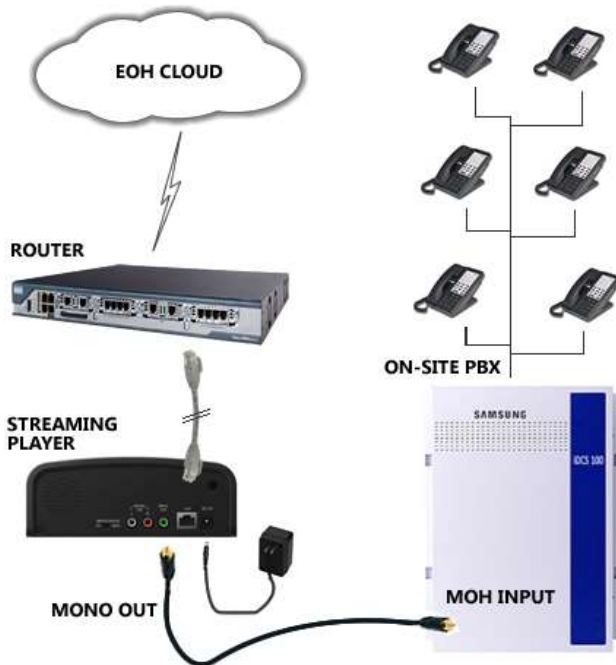 EOH CLOUD
ROUTER
ON-SITE PBX
STREAMING
PLAYER
SAMSUNG
iDCS 100
MONO OUT
MOH INPUT